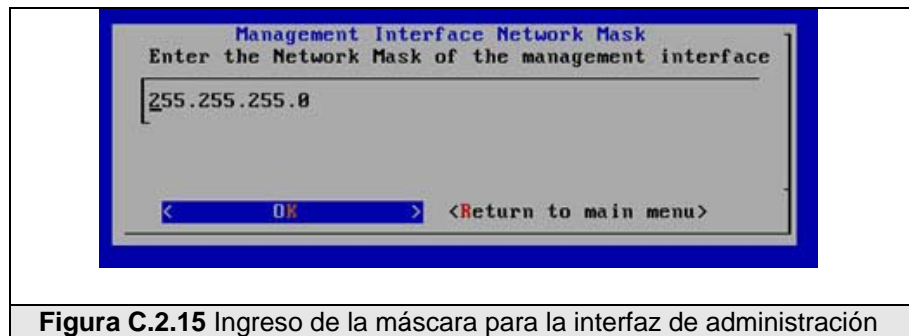 Management Interface Network Mask
Enter the Network Mask of the management interface
255.255.255.0
< OK > <Return to main menu>
Figura C.2.15 Ingreso de la máscara para la interfaz de administración